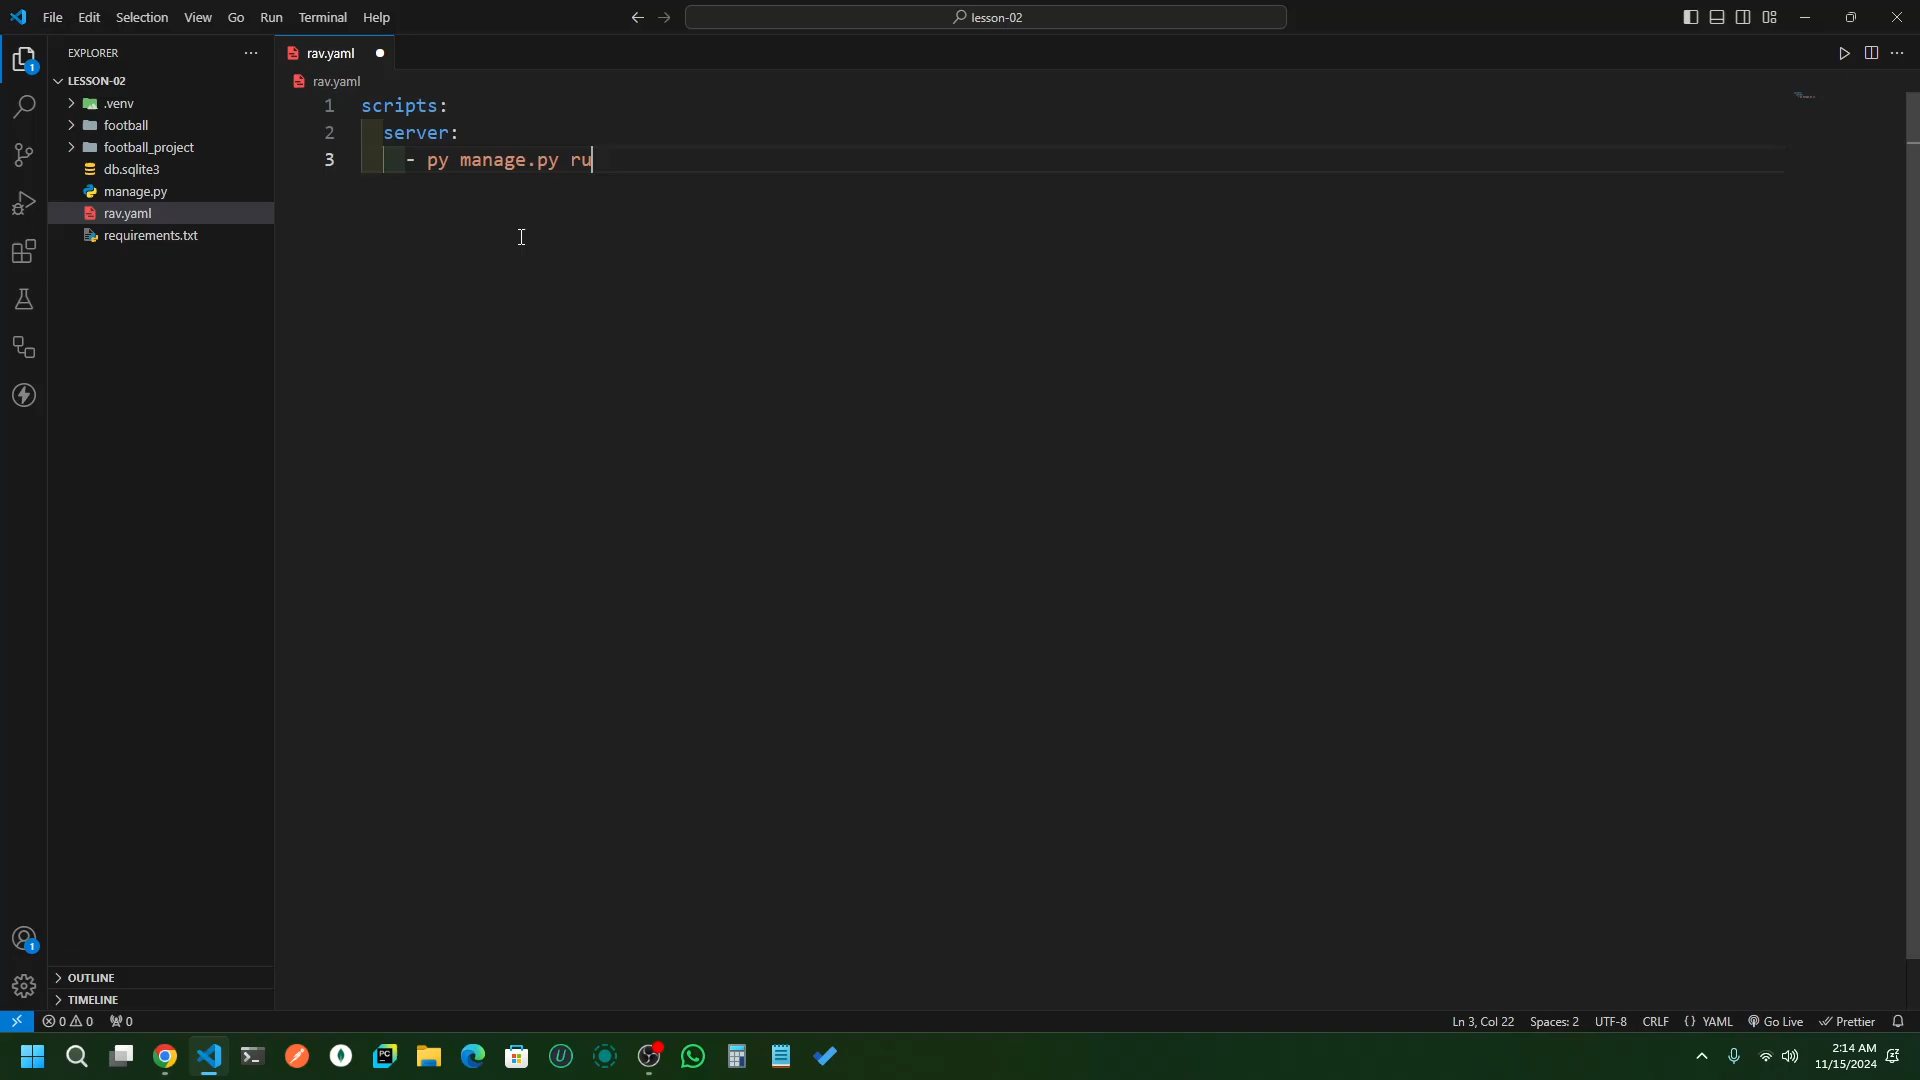 File Edit Selection View Go Run Terminal Help
lesson-02
EXPLORER
rav.yaml
1
LESSON-02
rav.yaml
.venv
football
football_project
db.sqlite3
manage.py
rav.yaml
requirements.txt
1 scripts:
2 server:
3 - py manage.py ru
1
OUTLINE
TIMELINE
0 0 0
Ln 3, Col 22 Spaces: 2 UTF-8 CRLF {} YAML Go Live Prettier
PC
U
2:14 AM
11/15/2024